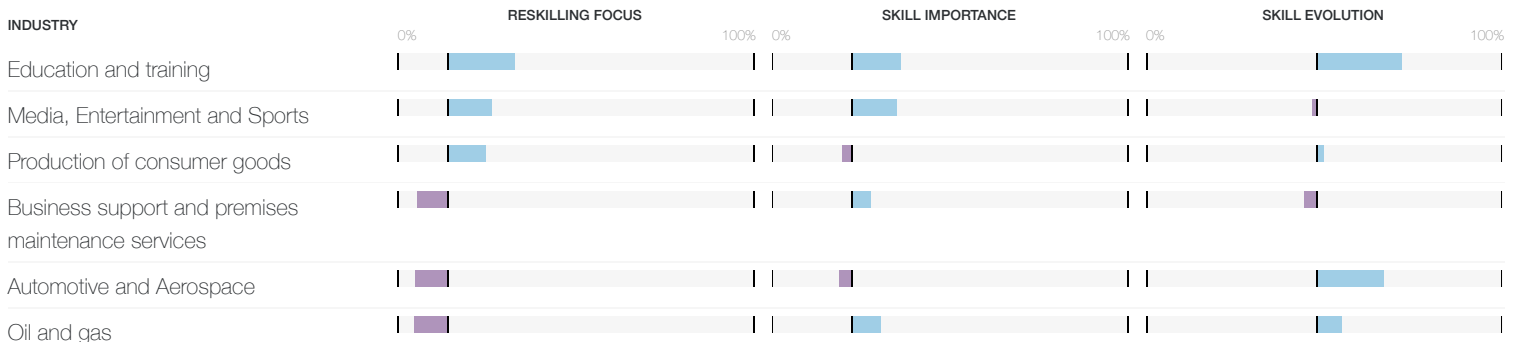 INDUSTRY RESKILLING FOCUS SKILL IMPORTANCE SKILL EVOLUTION
0% 100% 0% 100% 0% 100%
Education and training
Media, Entertainment and Sports
Production of consumer goods
Business support and premises
maintenance services
Automotive and Aerospace
Oil and gas